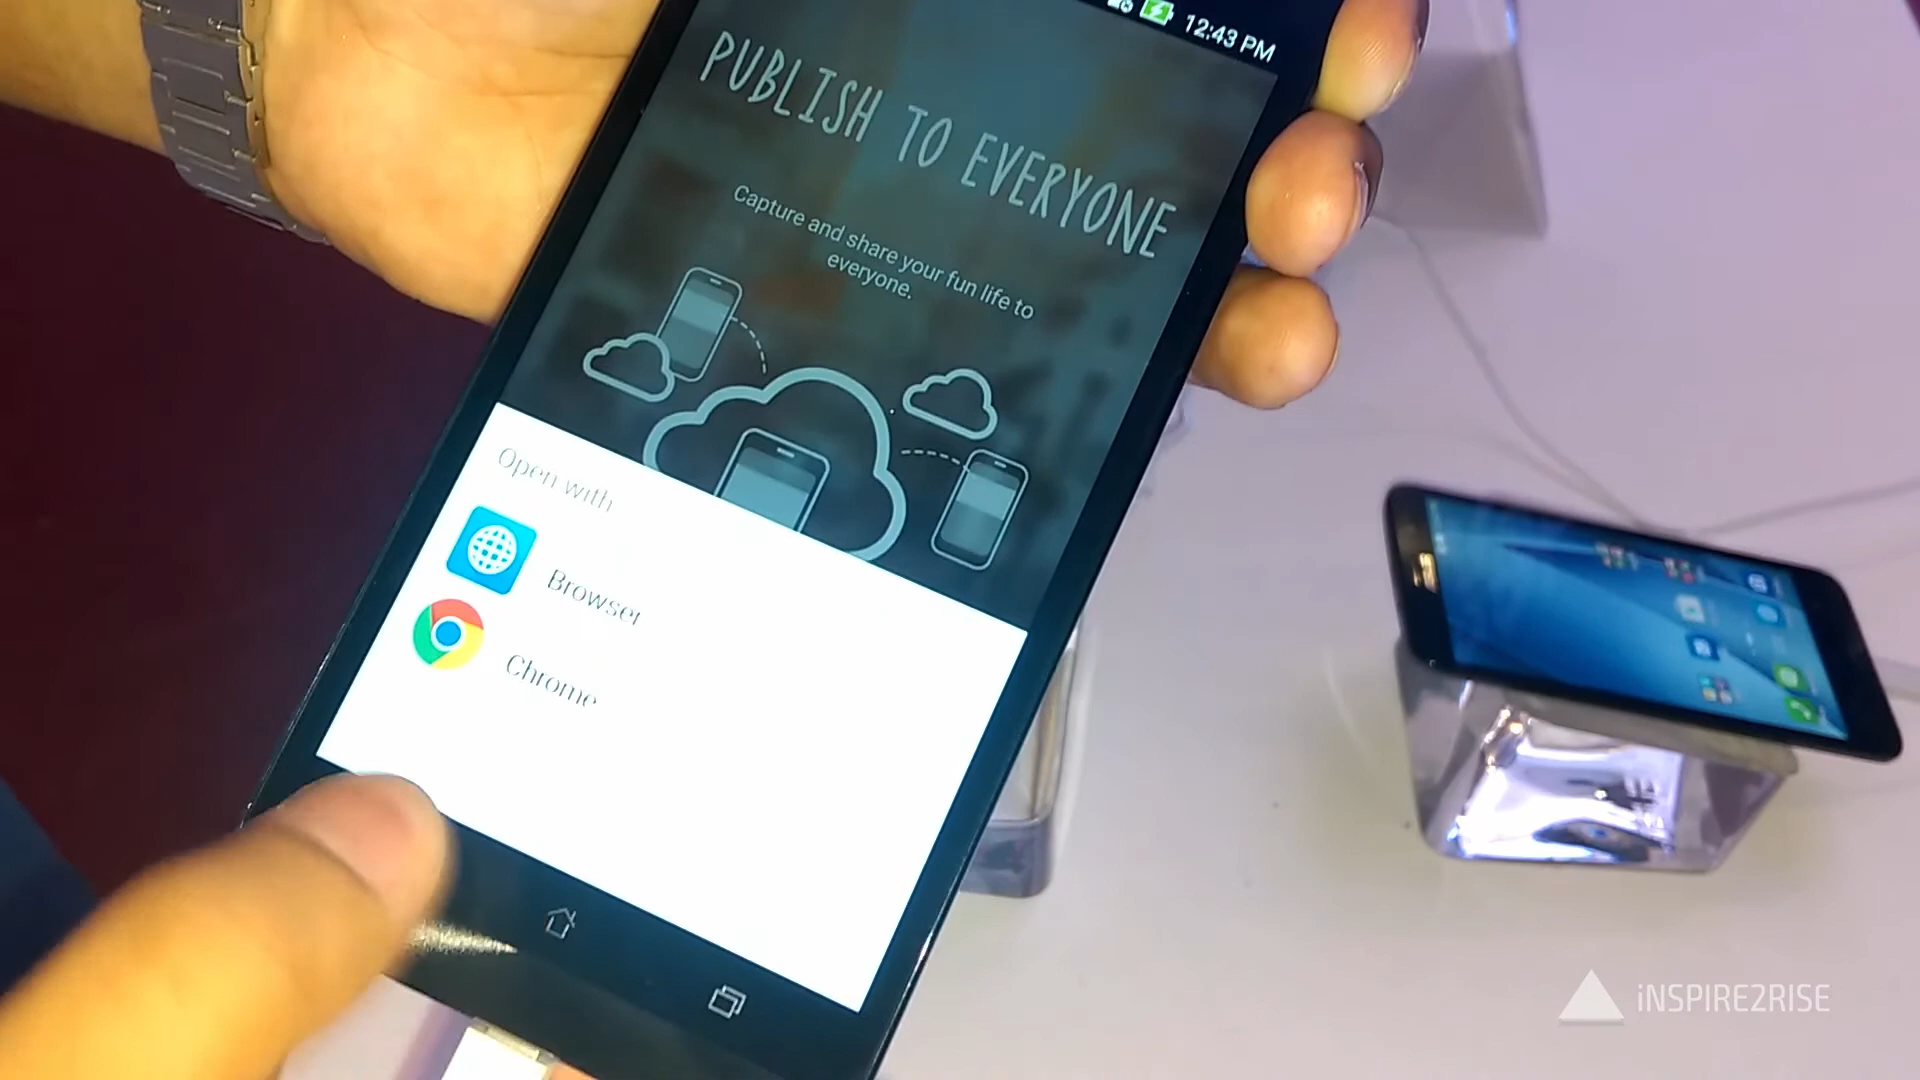 12:43 PM
PUBLISH TO EVERYONE
Capture and share your fun life to
everyone.
Open with
Browser
Chrome
iNSPIRE2RISE